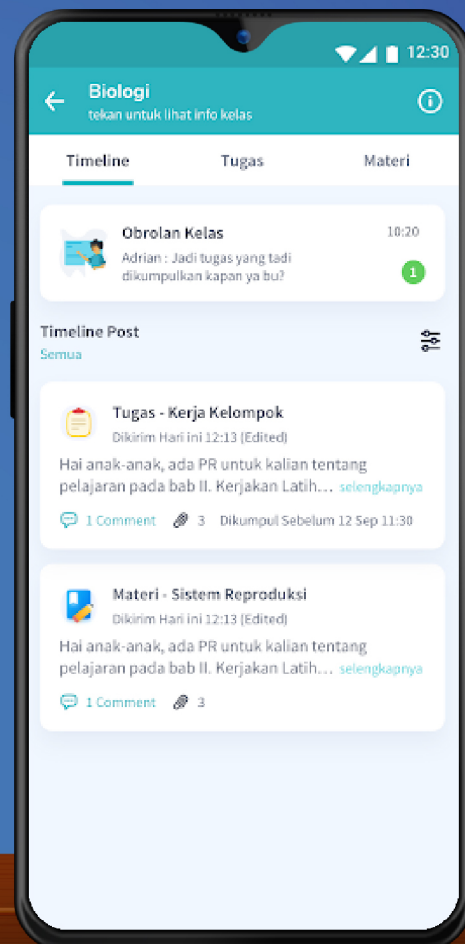 12:30
Biologi
tekan untuk lihat info kelas
Timeline
Tugas
Materi
Obrolan Kelas
10:20
Adrian : Jadi tugas yang tadi
dikumpulkan kapan ya bu?
1
Timeline Post
Semua
Tugas - Kerja Kelompok
Dikirim Hari ini 12:13 (Edited)
Hai anak-anak, ada PR untuk kalian tentang
pelajaran pada bab II. Kerjakan Latih... selengkapnya
1 Comment 3 Dikumpul Sebelum 12 Sep 11:30
Materi - Sistem Reproduksi
Dikirim Hari ini 12:13 (Edited)
Hai anak-anak, ada PR untuk kalian tentang
pelajaran pada bab II. Kerjakan Latih... selengkapnya
1 Comment 3